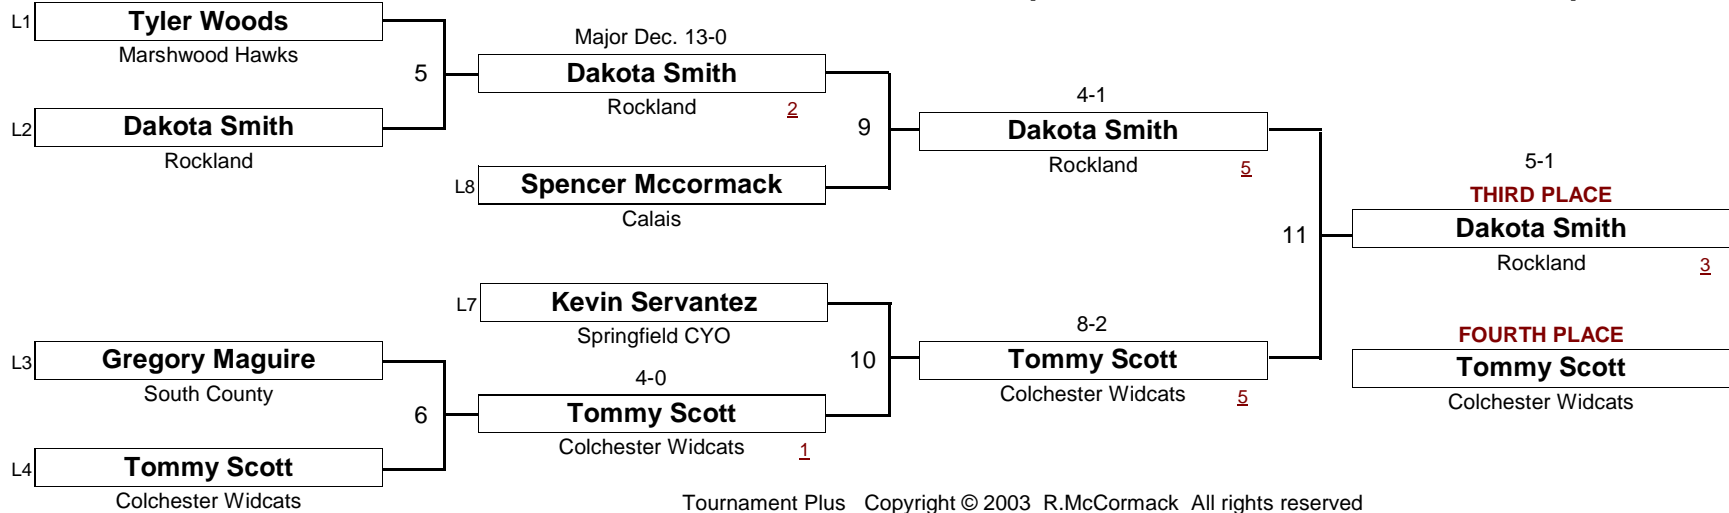 L1
Tyler Woods
Marshwood Hawks
5
L2
Dakota Smith
Rockland
Major Dec. 13-0
Dakota Smith
Rockland 2
9
L8
Spencer Mccormack
Calais
4-1
Dakota Smith
Rockland 5
11
5-1
THIRD PLACE
Dakota Smith
Rockland 3
L7
Kevin Servantez
Springfield CYO
10
L3
Gregory Maguire
South County
6
4-0
Tommy Scott
Colchester Widcats 1
L4
Tommy Scott
Colchester Widcats
8-2
Tommy Scott
Colchester Widcats 5
FOURTH PLACE
Tommy Scott
Colchester Widcats
Tournament Plus Copyright © 2003 R.McCormack All rights reserved